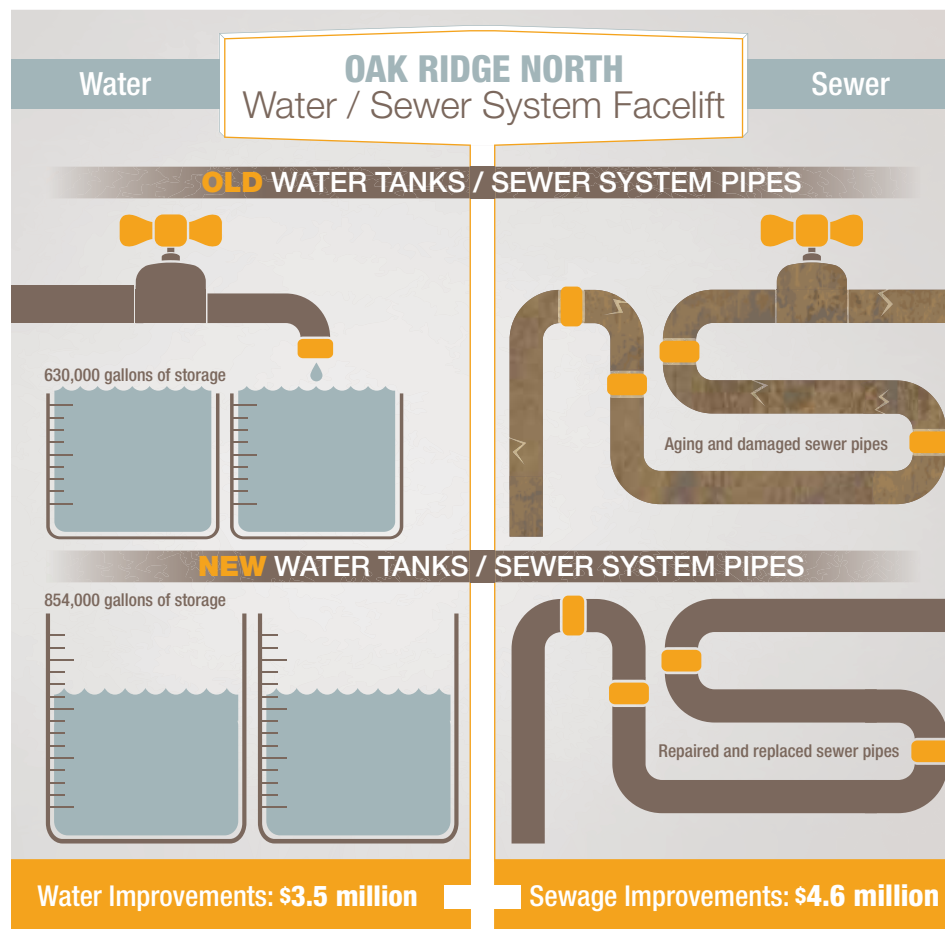 Water
OAK RIDGE NORTH
Water / Sewer System Facelift
Sewer
OLD WATER TANKS / SEWER SYSTEM PIPES
630,000 gallons of storage
Aging and damaged sewer pipes
NEW WATER TANKS / SEWER SYSTEM PIPES
854,000 gallons of storage
Repaired and replaced sewer pipes
Water Improvements: $3.5 million
Sewage Improvements: $4.6 million